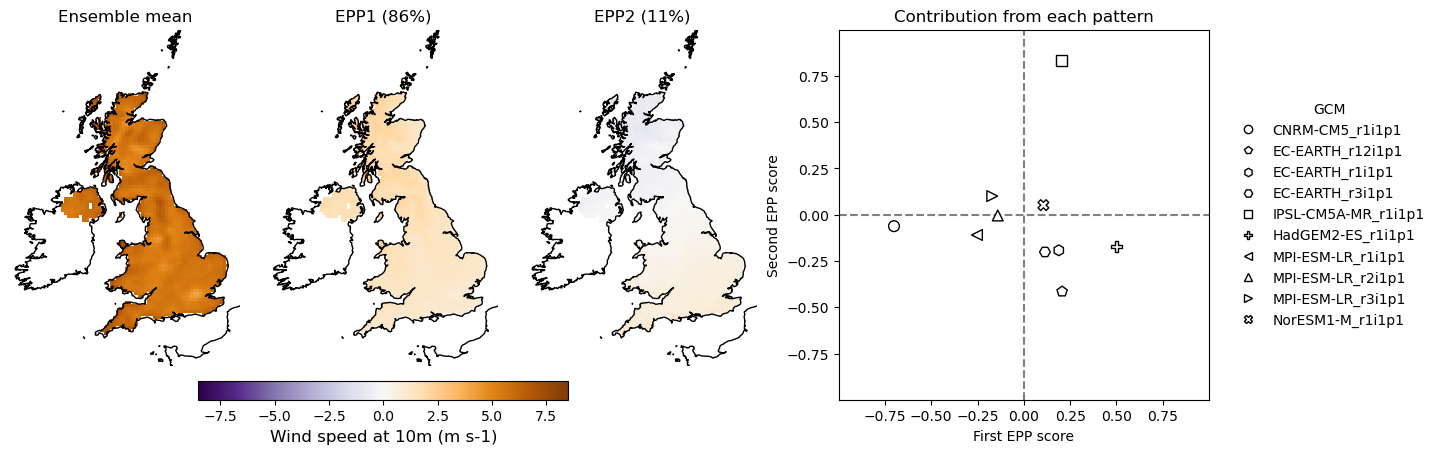 Ensemble mean
EPP1 (86%)
EPP2 (11%)
Contribution from each pattern
−7.5
−5.0
−2.5
0.0
2.5
5.0
7.5
Wind speed at 10m (m s-1)
Second EPP score
0.75
0.50
0.25
0.00
−0.25
−0.50
−0.75
−0.75
−0.50
−0.25
0.00
0.25
0.50
0.75
First EPP score
GCM
CNRM-CM5_r1i1p1
EC-EARTH_r12i1p1
EC-EARTH_r1i1p1
EC-EARTH_r3i1p1
IPSL-CM5A-MR_r1i1p1
HadGEM2-ES_r1i1p1
MPI-ESM-LR_r1i1p1
MPI-ESM-LR_r2i1p1
MPI-ESM-LR_r3i1p1
NorESM1-M_r1i1p1